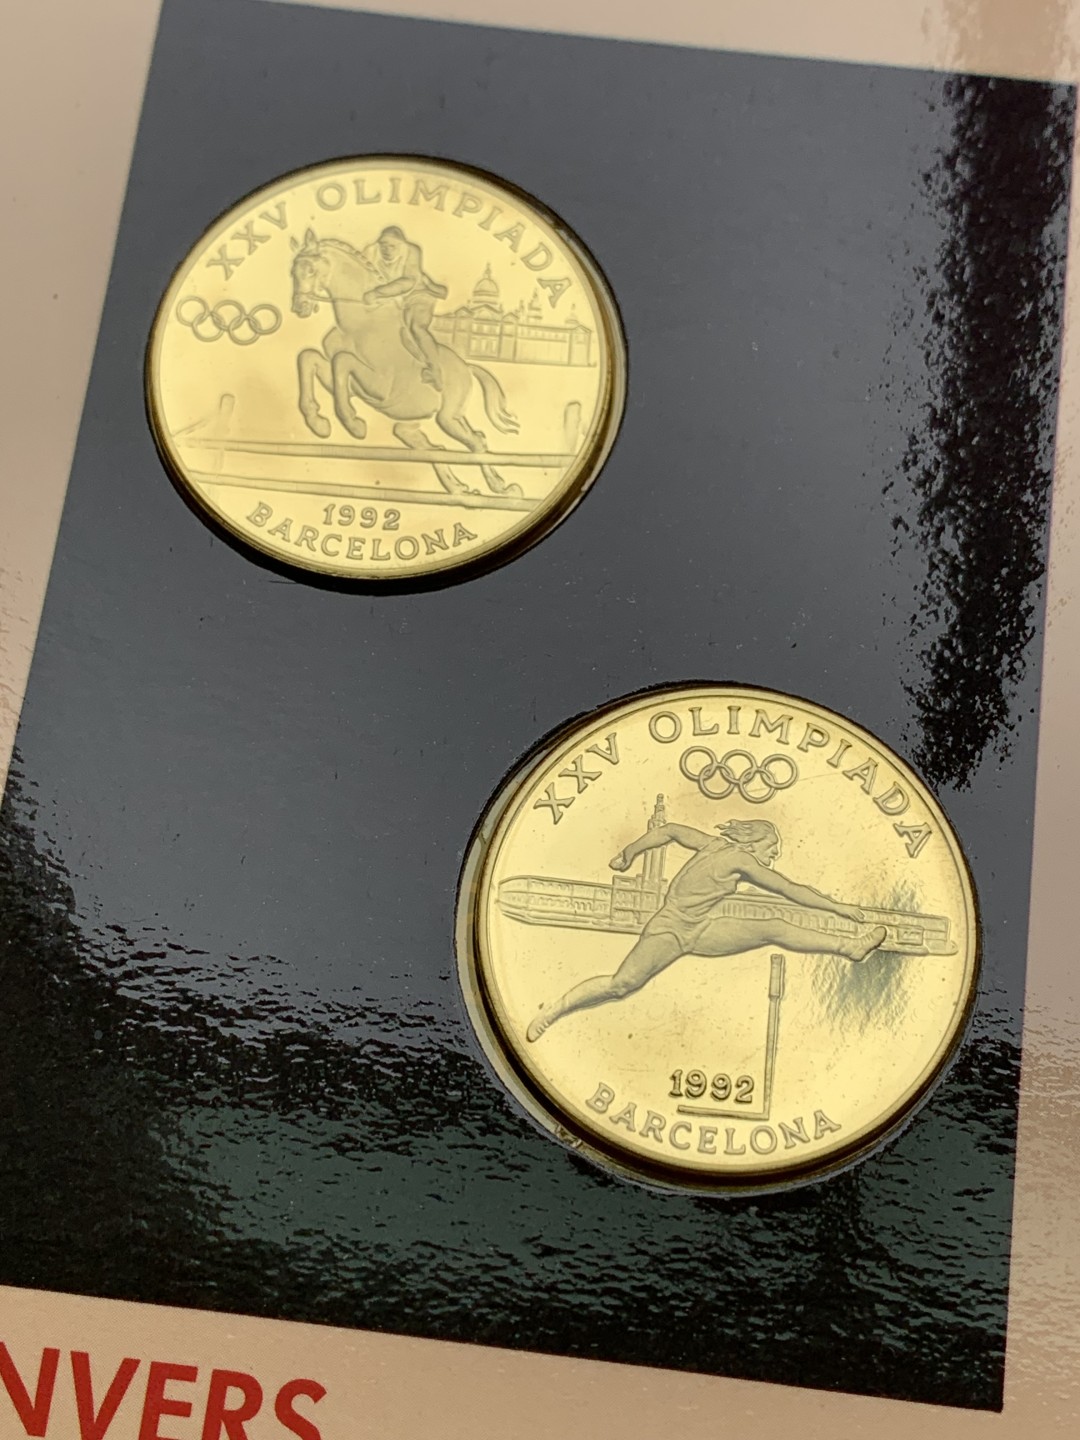 XXV OLIMPIADA
1992
BARCELONA
XXV OLIMPIADA
1992
BARCELONA
NVERS